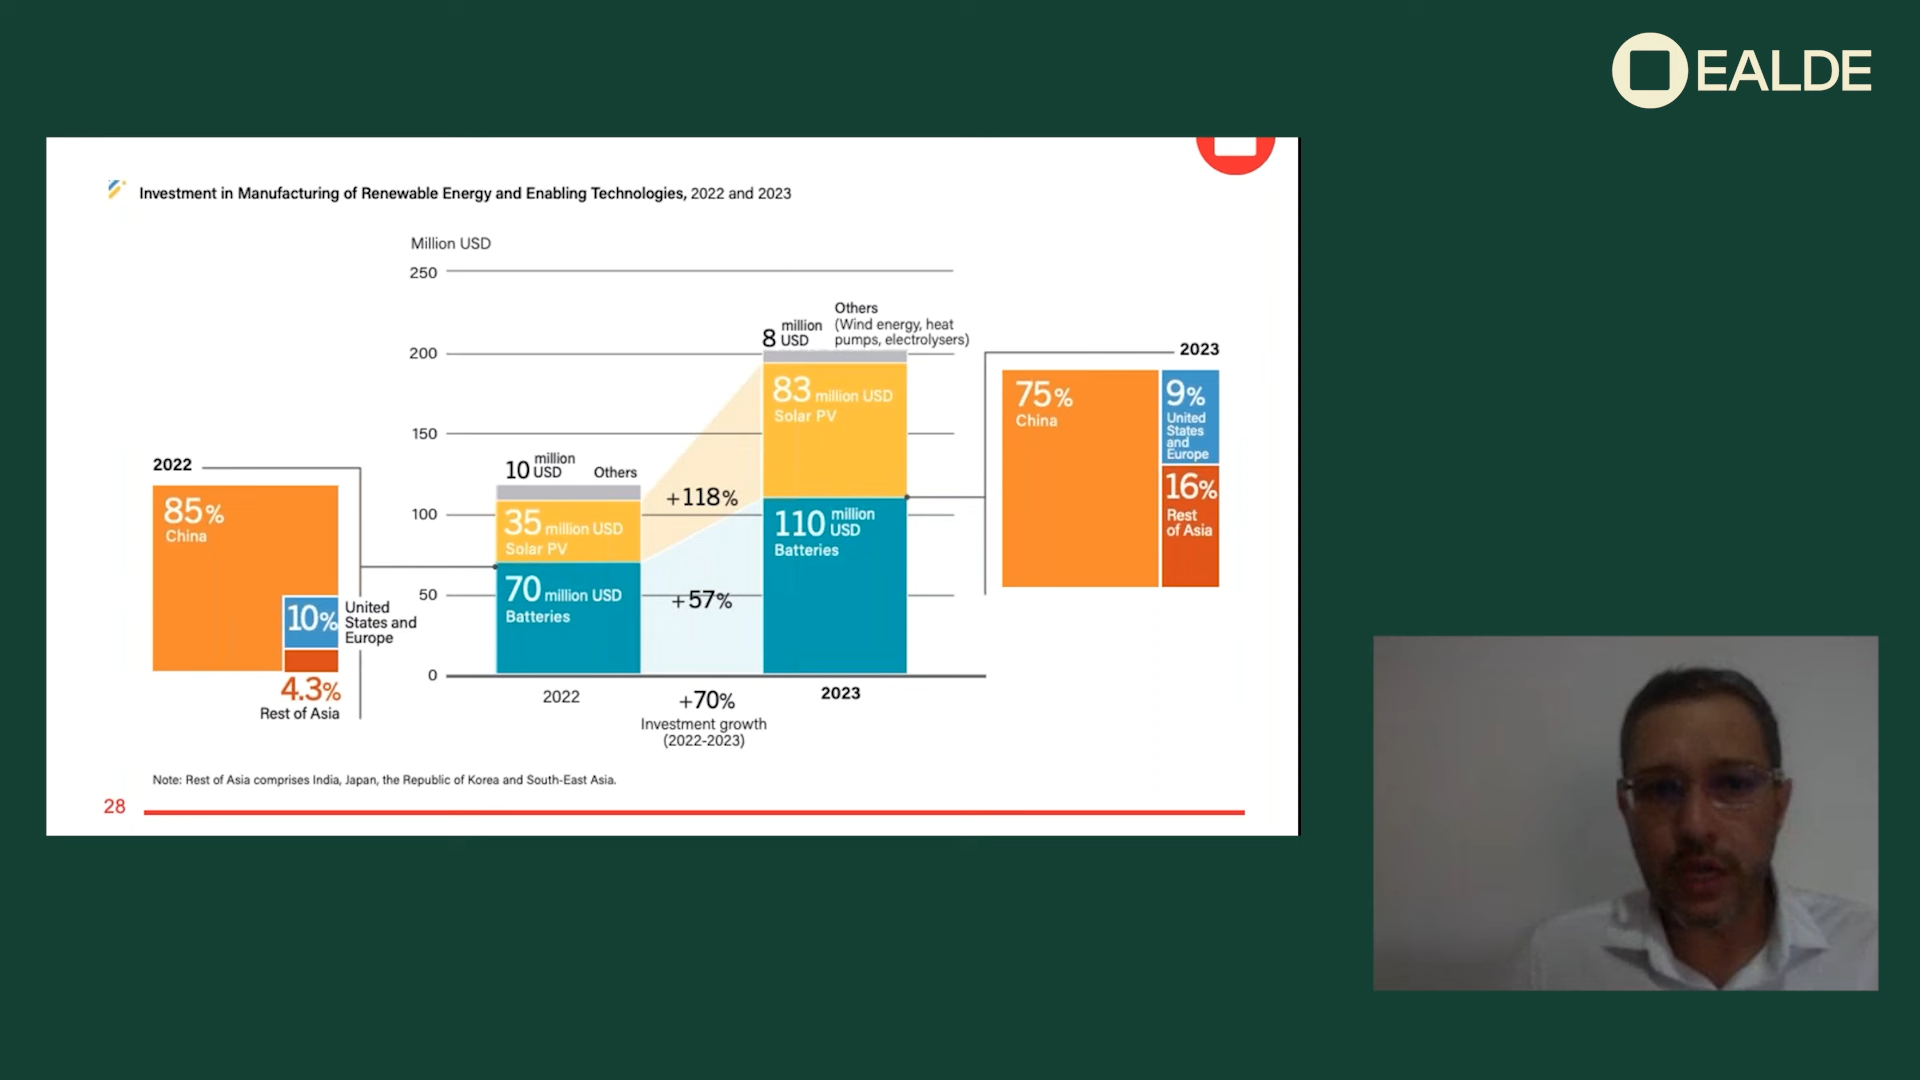 EALDE
Investment in Manufacturing of Renewable Energy and Enabling Technologies, 2022 and 2023
Million USD
250
200
150
100
50
0
2022
85%
China
10%
United
States and
Europe
4.3%
Rest of Asia
10 million
USD
Others
35 million USD
Solar PV
70 million USD
Batteries
2022
+118%
+57%
+70%
Investment growth
(2022-2023)
8 million
USD
Others
(Wind energy, heat
pumps, electrolysers)
83 million USD
Solar PV
110 million
USD
Batteries
2023
2023
75%
China
9%
United
States
and
Europe
16%
Rest
of Asia
Note: Rest of Asia comprises India, Japan, the Republic of Korea and South-East Asia.
28